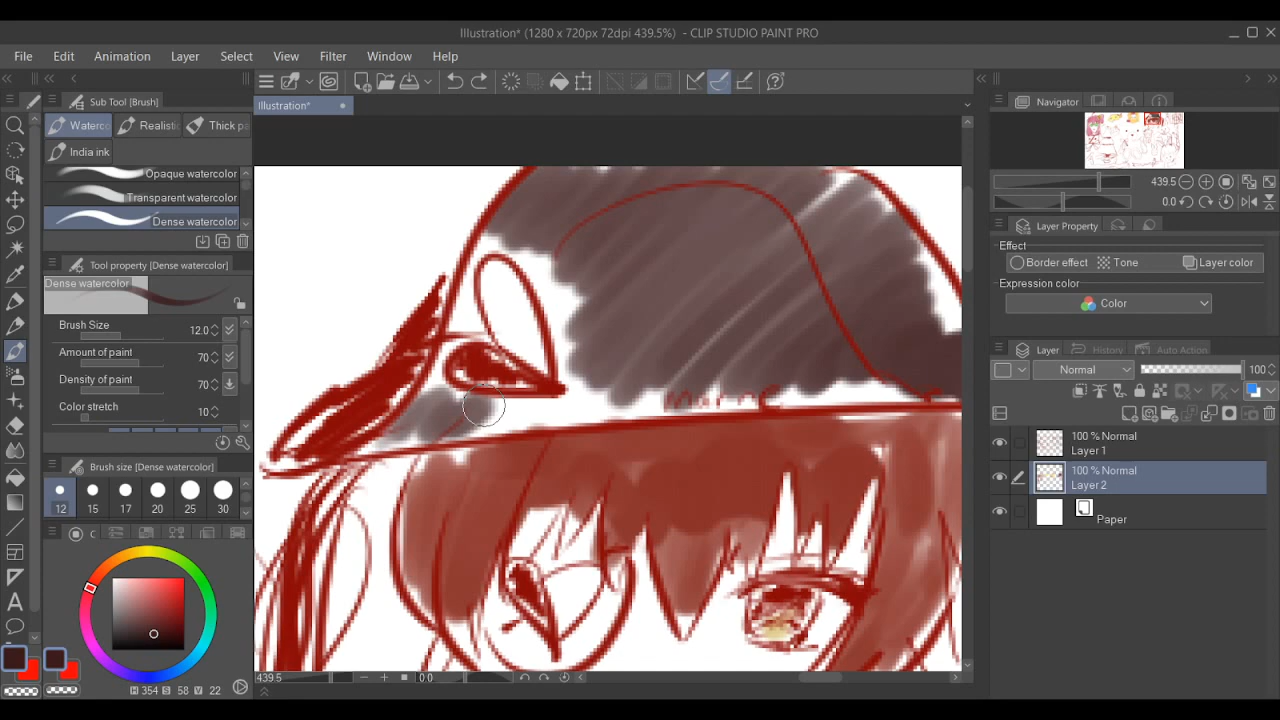 Illustration* (1280 x 720px 72dpi 439.5%) - CLIP STUDIO PAINT PRO
File Edit Animation Layer Select View Filter Window Help
Sub Tool [Brush]
Illustration*
Navigator
Waterco Realistic Thick pa
India ink
Opaque watercolor
Transparent watercolor
Dense watercolor
439.5
0.0
Layer Property
Effect
Border effect Tone Layer color
Expression color
Color
Tool property [Dense watercolor]
Dense watercolor
Brush Size 12.0
Amount of paint 70
Density of paint 70
Color stretch 10
Layer History Auto Action
Normal 100
100 % Normal
Layer 1
100 % Normal
Layer 2
Paper
Brush size [Dense watercolor]
12 15 17 20 25 30
C
H 354 S 58 V 22
439.5 0.0